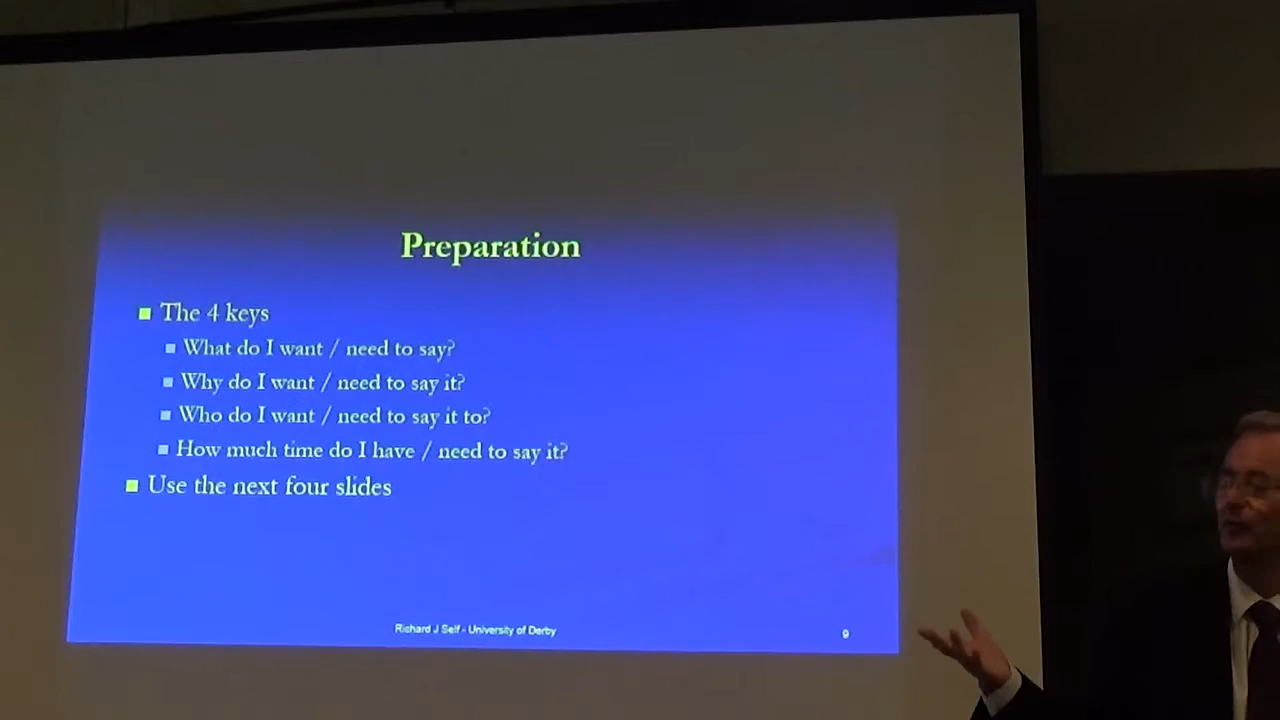 Preparation
The 4 keys
What do I want / need to say?
Why do I want / need to say it?
Who do I want / need to say it to?
How much time do I have / need to say it?
Use the next four slides
Richard J Self - University of Derby
9